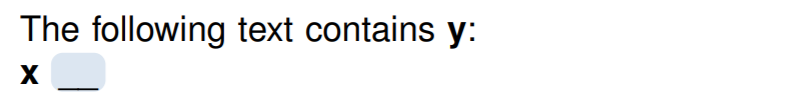 The following text contains y:
x __